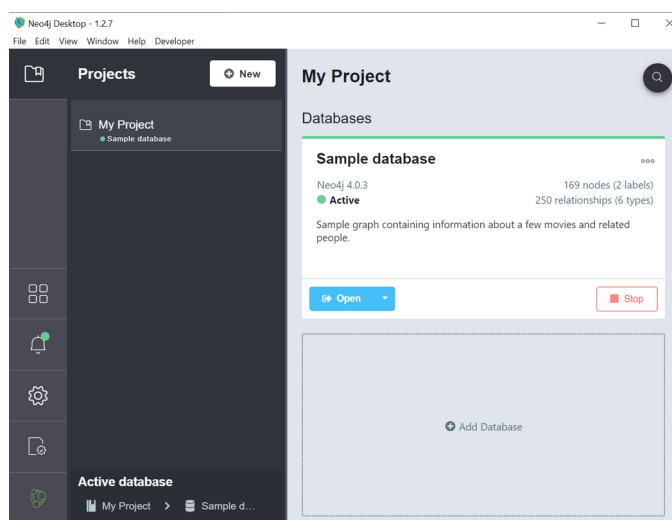 Neo4j Desktop - 1.2.7
File Edit View Window Help Developer
Projects
New
My Project
Sample database
Active database
My Project > Sample d...
My Project
Databases
Sample database
Neo4j 4.0.3
169 nodes (2 labels)
Active
250 relationships (6 types)
Sample graph containing information about a few movies and related
people.
Open
Stop
Add Database